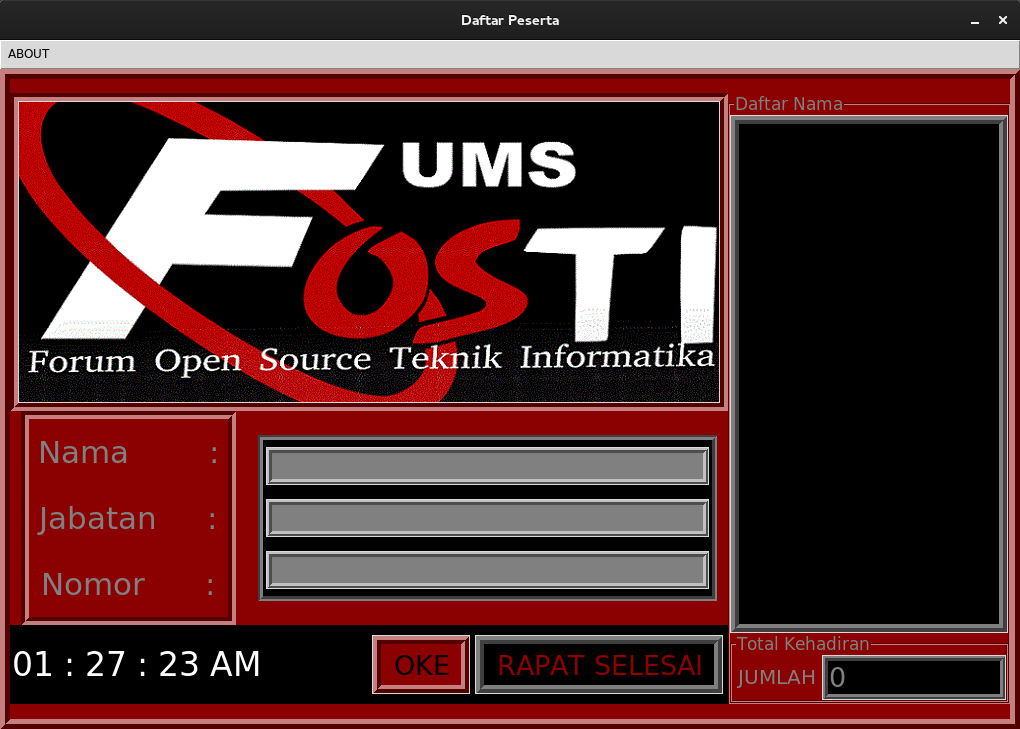 Daftar Peserta
ABOUT
UMS
FOSTI
Forum Open Source Teknik Informatika
Nama :
Jabatan :
Nomor :
01 : 27 : 23 AM
OKE
RAPAT SELESAI
Daftar Nama
Total Kehadiran
JUMLAH 0